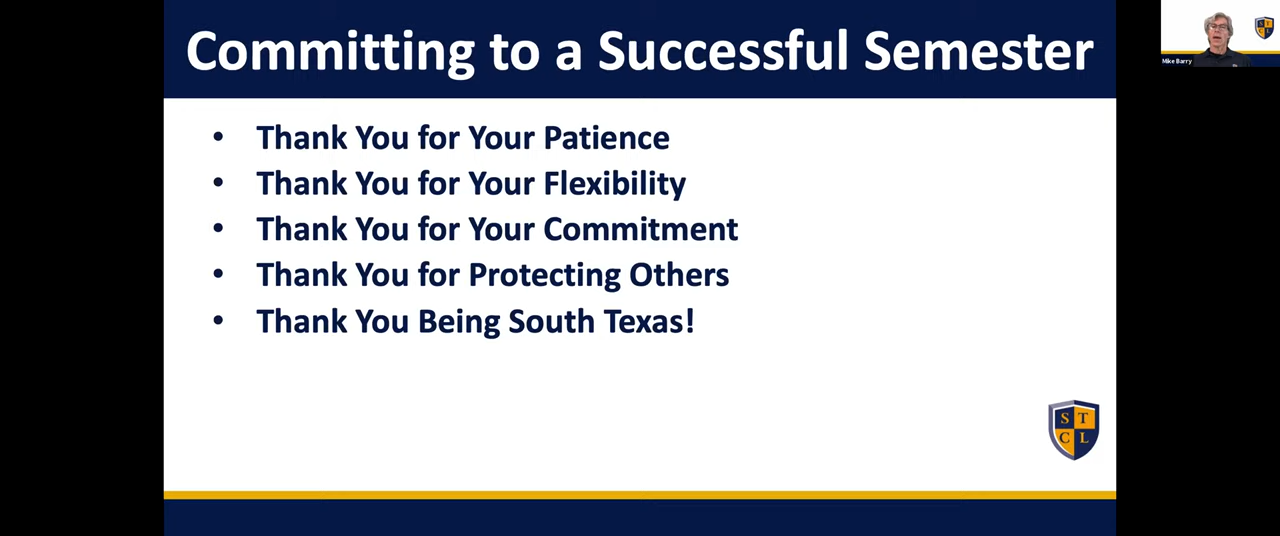 Committing to a Successful Semester
Mike Barry
• Thank You for Your Patience
• Thank You for Your Flexibility
• Thank You for Your Commitment
• Thank You for Protecting Others
• Thank You Being South Texas!
S T
C L
S T
C L